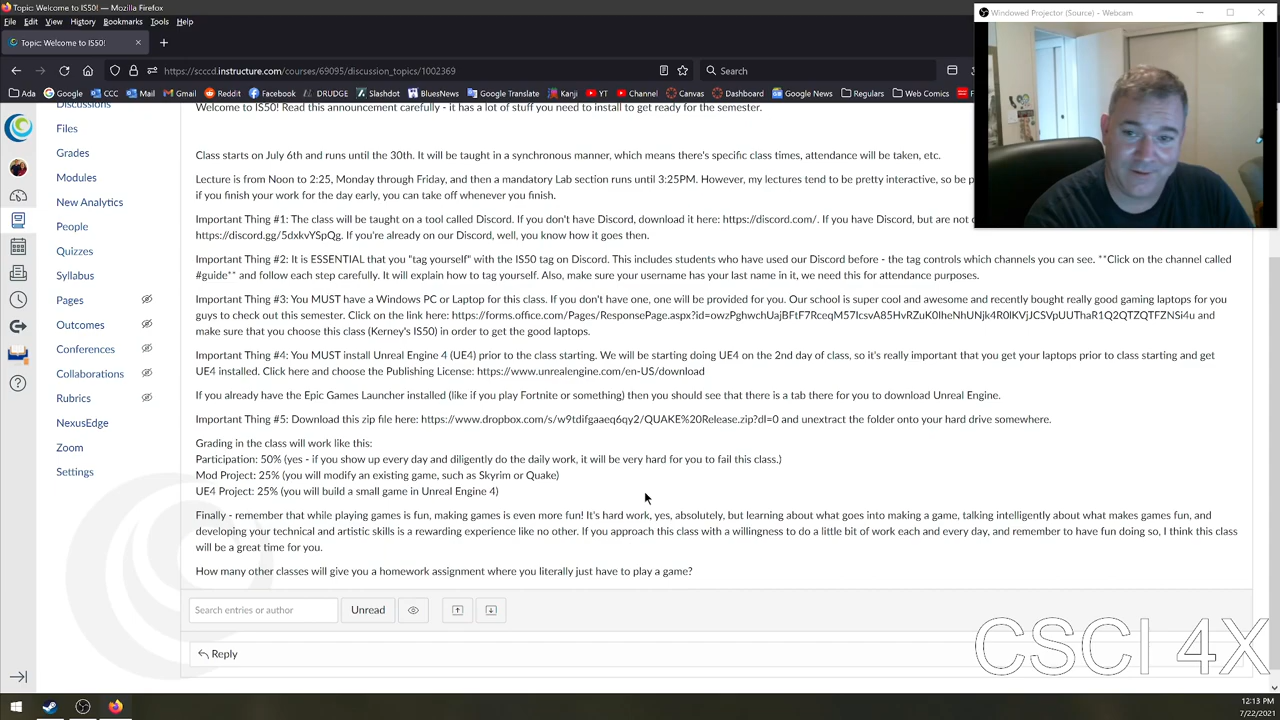 Topic: Welcome to IS50! — Mozilla Firefox
File Edit View History Bookmarks Tools Help
Topic: Welcome to IS50!
https://scccd.instructure.com/courses/69095/discussion_topics/1002369
Search
Ada Google CCC Mail Gmail Reddit Facebook Slashdot BluesNews DRUDGE Telegram Kanji YT Channel Canvas Dashboard Google News Regulars Web Comics
Windowed Projector (Source) - Webcam
Discussions
Files
Grades
Modules
New Analytics
People
Quizzes
Syllabus
Pages
Outcomes
Conferences
Collaborations
Rubrics
NexusEdge
Zoom
Settings
Welcome to IS50! Read this announcement carefully - it has a lot of stuff you need to install to get ready for the semester.
Class starts on July 6th and runs until the 30th. It will be taught in a synchronous manner, which means there's specific class times, attendance will be taken, etc.
Lecture is from Noon to 2:25, Monday through Friday, and then a mandatory Lab section runs until 3:25PM. However, my lectures tend to be pretty interactive, so be
if you finish your work for the day early, you can take off whenever you finish.
Important Thing #1: The class will be taught on a tool called Discord. If you don't have Discord, download it here: https://discord.com/. If you have Discord, but are not
https://discord.gg/5dxkvYSpQg. If you're already on our Discord, well, you know how it goes then.
Important Thing #2: It is ESSENTIAL that you "tag yourself" with the IS50 tag on Discord. This includes students who have used our Discord before - the tag controls which channels you can see. **Click on the channel called
#guide** and follow each step carefully. It will explain how to tag yourself. Also, make sure your username has your last name in it, we need this for attendance purposes.
Important Thing #3: You MUST have a Windows PC or Laptop for this class. If you don't have one, one will be provided for you. Our school is super cool and awesome and recently bought really good gaming laptops for you
guys to check out this semester. Click on the link here: https://forms.office.com/Pages/ResponsePage.aspx?id=owzPghwchUajBFtF7RceqM57IcsvA85HvRZuK0IheNhUNjk4R0lKVjJCSVpUUThaR1Q2QTZQTFZNSi4u and
make sure that you choose this class (Kerney's IS50) in order to get the good laptops.
Important Thing #4: You MUST install Unreal Engine 4 (UE4) prior to the class starting. We will be starting doing UE4 on the 2nd day of class, so it's really important that you get your laptops prior to class starting and get
UE4 installed. Click here and choose the Publishing License: https://www.unrealengine.com/en-US/download
If you already have the Epic Games Launcher installed (like if you play Fortnite or something) then you should see that there is a tab there for you to download Unreal Engine.
Important Thing #5: Download this zip file here: https://www.dropbox.com/s/w9tdifgaaeq6qy2/QUAKE%20Release.zip?dl=0 and unextract the folder onto your hard drive somewhere.
Grading in the class will work like this:
Participation: 50% (yes - if you show up every day and diligently do the daily work, it will be very hard for you to fail this class.)
Mod Project: 25% (you will modify an existing game, such as Skyrim or Quake)
UE4 Project: 25% (you will build a small game in Unreal Engine 4)
Finally - remember that while playing games is fun, making games is even more fun! It's hard work, yes, absolutely, but learning about what goes into making a game, talking intelligently about what makes games fun, and
developing your technical and artistic skills is a rewarding experience like no other. If you approach this class with a willingness to do a little bit of work each and every day, and remember to have fun doing so, I think this class
will be a great time for you.
How many other classes will give you a homework assignment where you literally just have to play a game?
Search entries or author
Unread
Reply
CSCI 4X
12:13 PM
7/22/2021